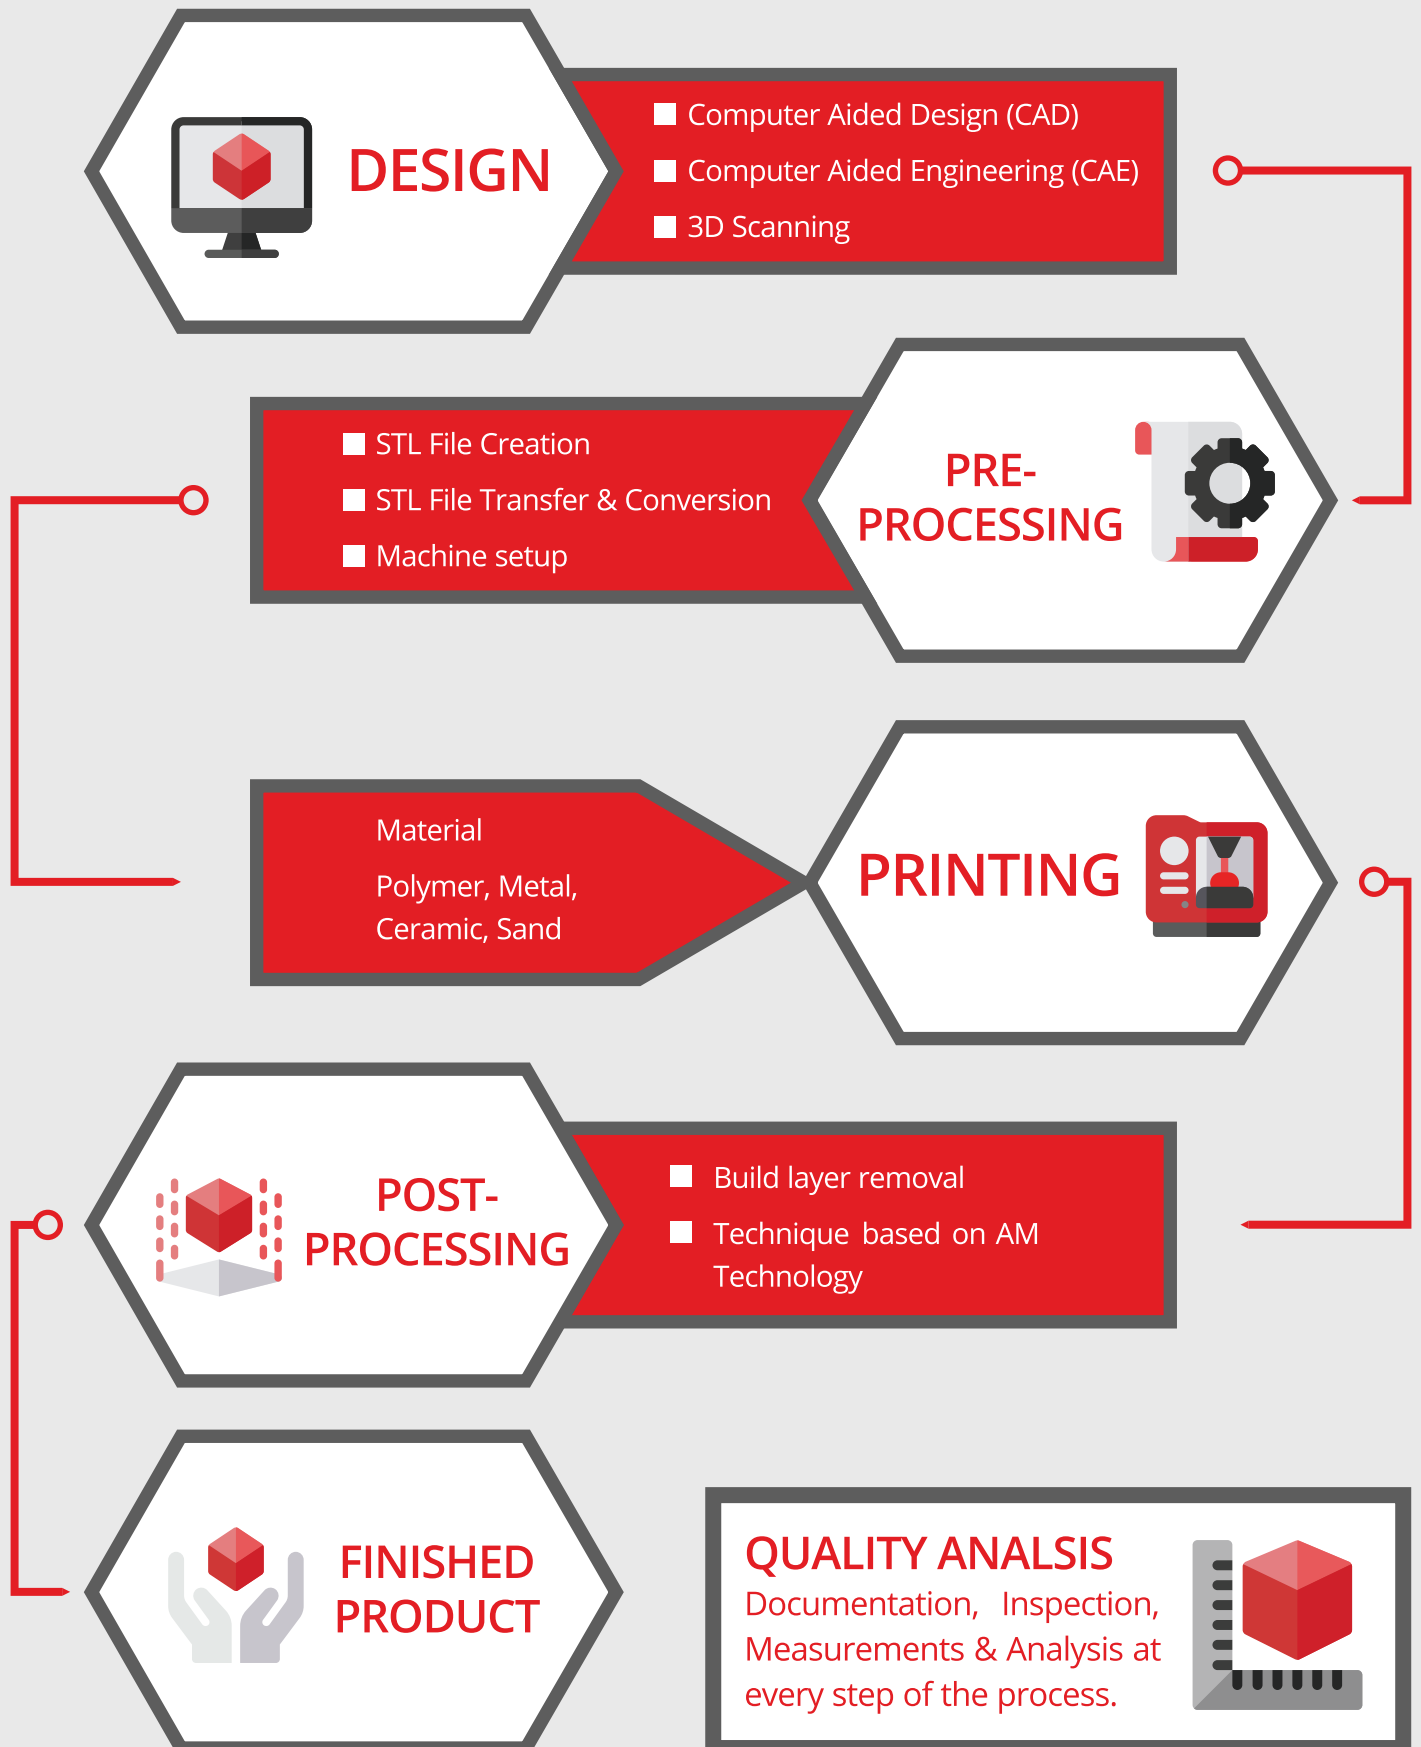 DESIGN
Computer Aided Design (CAD)
Computer Aided Engineering (CAE)
3D Scanning
STL File Creation
STL File Transfer & Conversion
Machine setup
PRE-
PROCESSING
Material
Polymer, Metal,
Ceramic, Sand
PRINTING
POST-
PROCESSING
Build layer removal
Technique based on AM
Technology
FINISHED
PRODUCT
QUALITY ANALSIS
Documentation, Inspection,
Measurements & Analysis at
every step of the process.